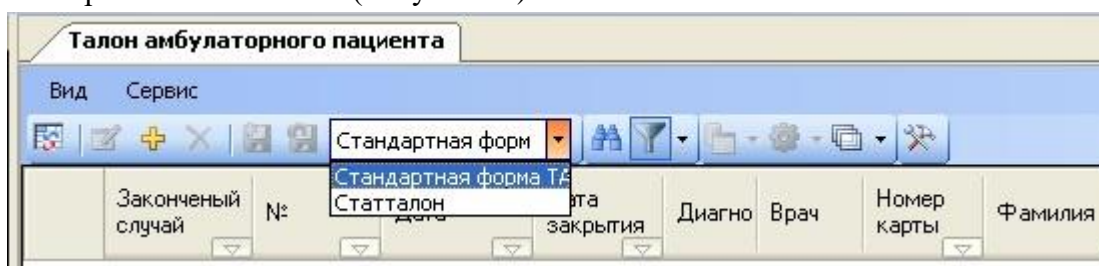 Талон амбулаторного пациента
Вид Сервис
Стандартная форм
Стандартная форма ТА
Статталон
Законченый случай № Дата закрытия Диагно Врач Номер карты Фамилия